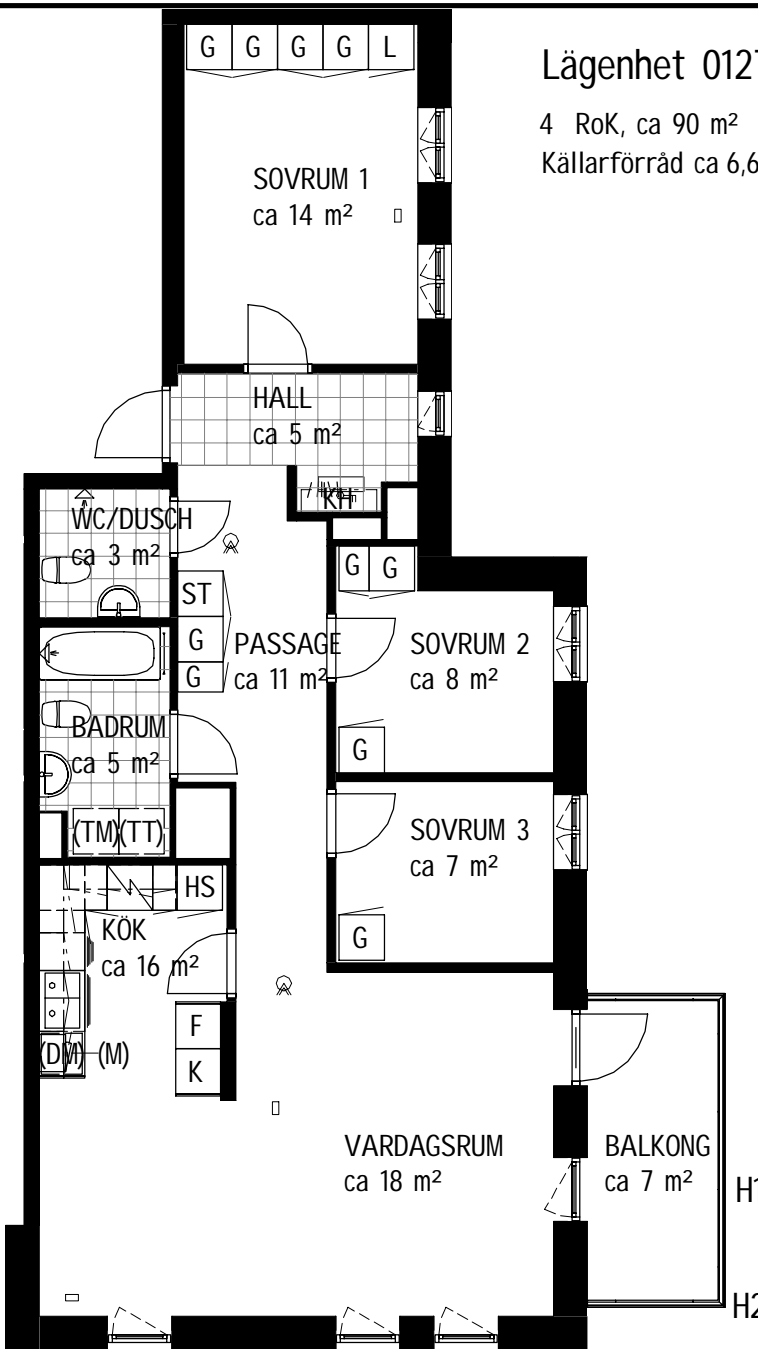 Lägenhet 0127
4 RoK, ca 90 m²
Källarförråd ca 6,6
G G G G L
SOVRUM 1
ca 14 m²
HALL
ca 5 m²
KH
WC/DUSCH
ca 3 m²
G G
ST
G
G
PASSAGE
ca 11 m²
SOVRUM 2
ca 8 m²
G
BADRUM
ca 5 m²
(TM) (TT)
SOVRUM 3
ca 7 m²
G
HS
KÖK
ca 16 m²
F
K
(DM) (M)
VARDAGSRUM
ca 18 m²
BALKONG
ca 7 m²
H1
H2